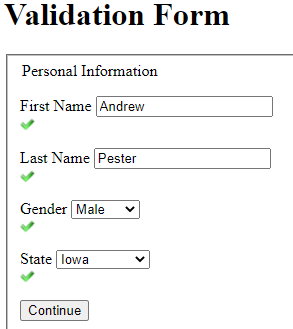 Validation Form
Personal Information
First Name Andrew
Last Name Pester
Gender Male
State Iowa
Continue